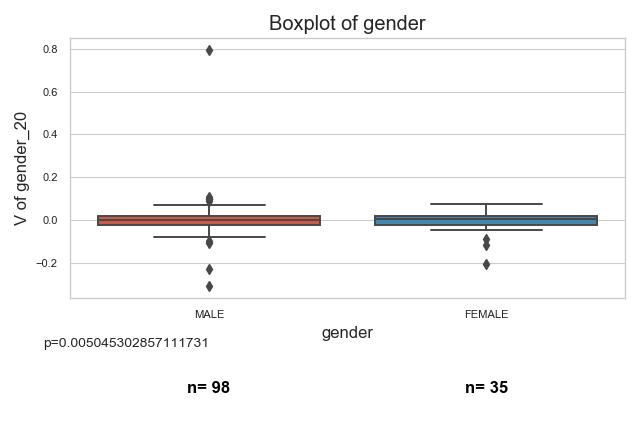 Boxplot of gender
V of gender_20
0.8
0.6
0.4
0.2
0.0
−0.2
MALE
FEMALE
gender
p=0.005045302857111731
n= 98
n= 35